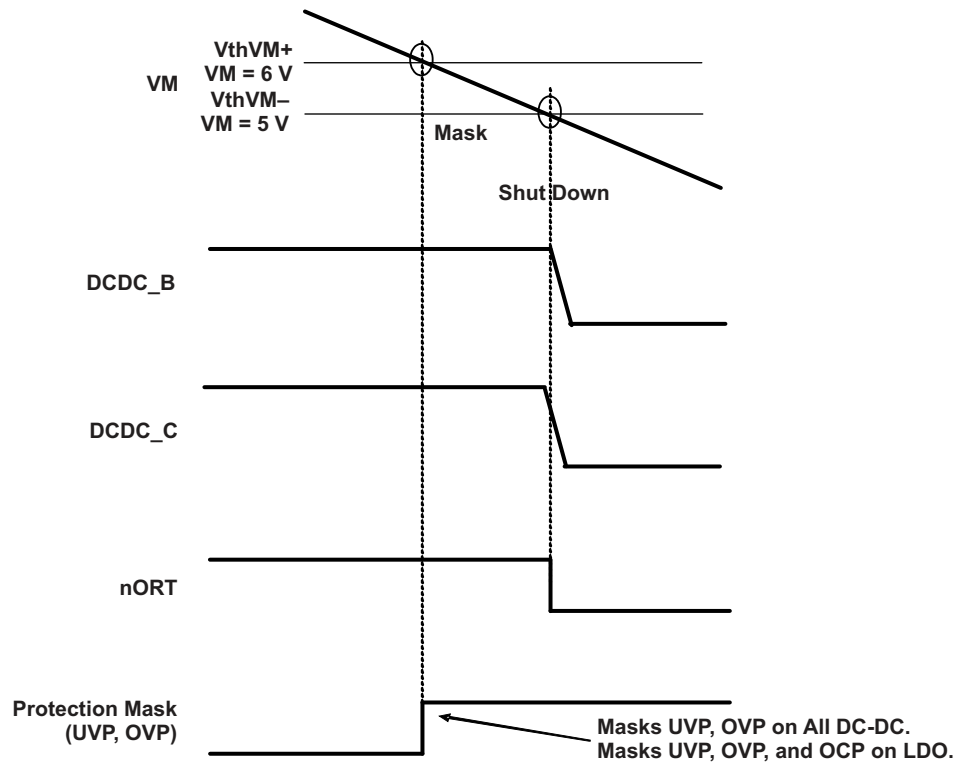 VthVM+
VM = 6 V
VM
VthVM–
VM = 5 V
Mask
Shut Down
DCDC_B
DCDC_C
nORT
Protection Mask
(UVP, OVP)
Masks UVP, OVP on All DC-DC.
Masks UVP, OVP, and OCP on LDO.